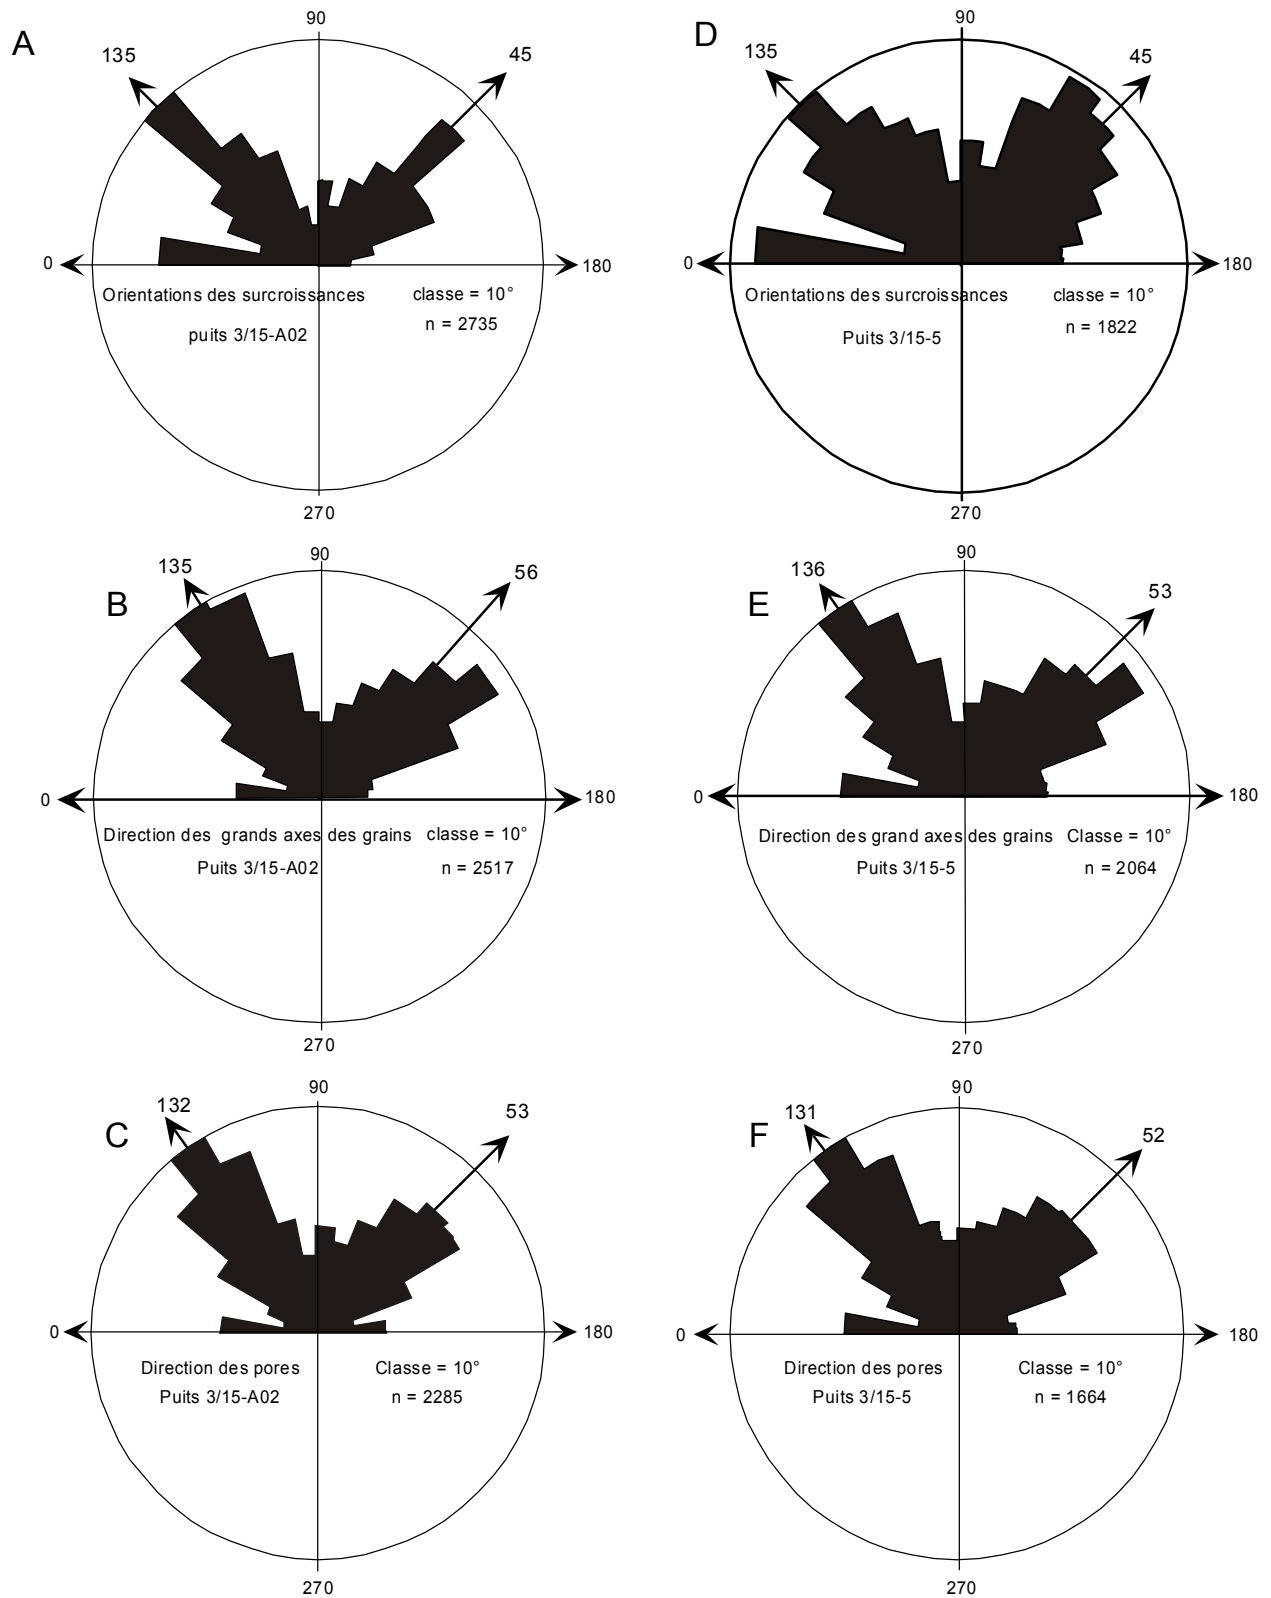 A
90
135
45
0
180
Orientations des surcroissances
classe = 10°
puits 3/15-A02
n = 2735
270
D
90
135
45
0
180
Orientations des surcroissances
classe = 10°
Puits 3/15-5
n = 1822
270
B
90
135
56
0
180
Direction des grands axes des grains
classe = 10°
Puits 3/15-A02
n = 2517
270
E
90
136
53
0
180
Direction des grand axes des grains
Classe = 10°
Puits 3/15-5
n = 2064
270
C
90
132
53
0
180
Direction des pores
Classe = 10°
Puits 3/15-A02
n = 2285
270
F
90
131
52
0
180
Direction des pores
Classe = 10°
Puits 3/15-5
n = 1664
270